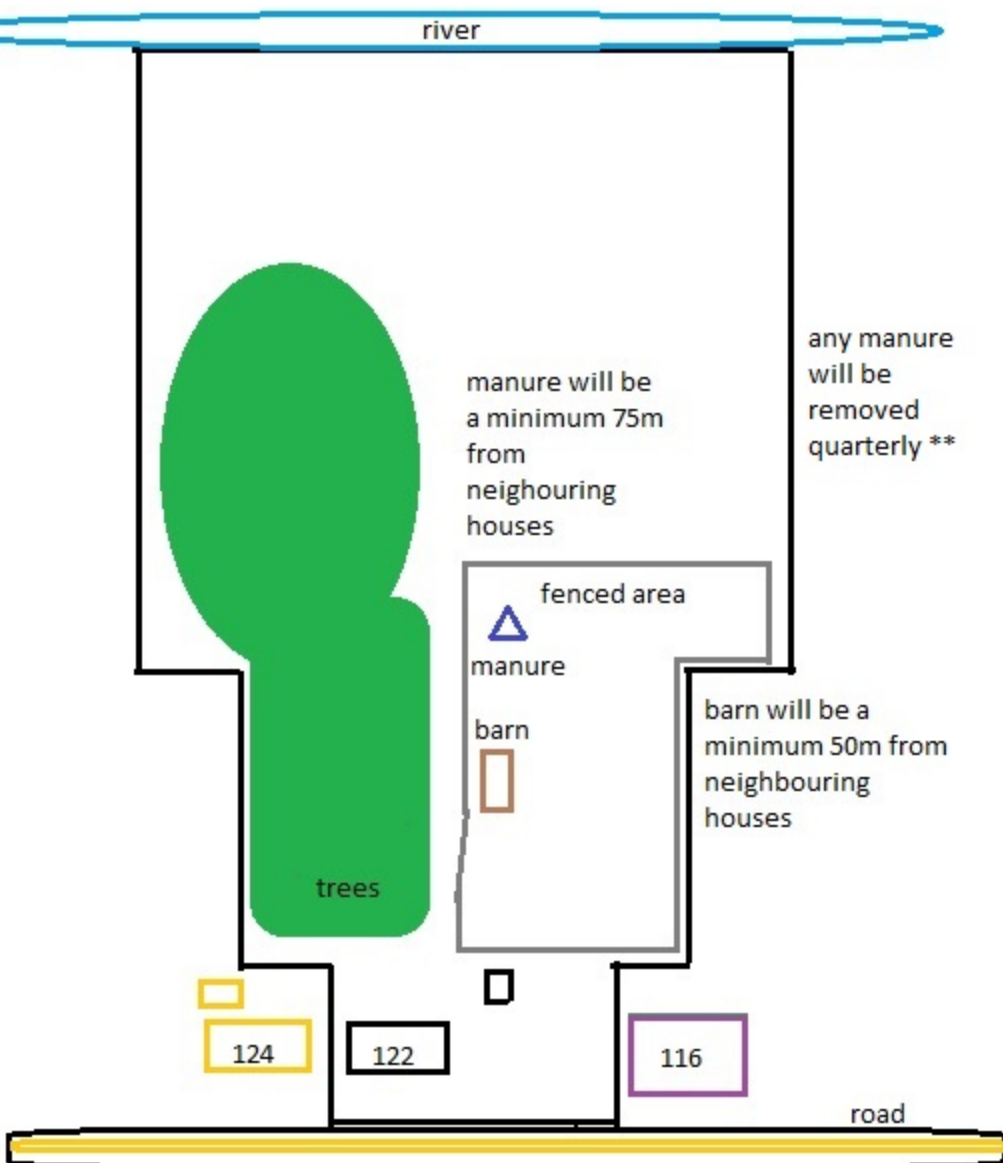 river
any manure
will be
removed
quarterly **
manure will be
a minimum 75m
from
neighouring
houses
fenced area
manure
barn
barn will be a
minimum 50m from
neighbouring
houses
trees
124
122
116
road